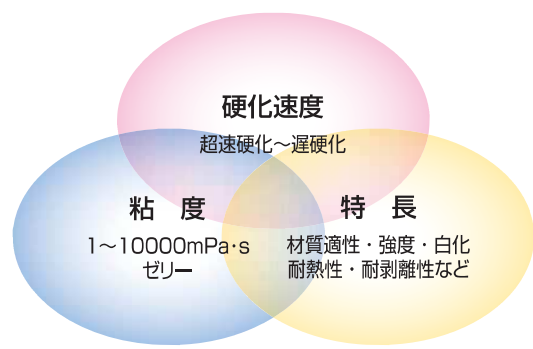 硬化速度
超速硬化〜遅硬化
粘　度
1〜10000mPa·s
ゼリー
特　長
材質適性・強度・白化
耐熱性・耐剥離性など